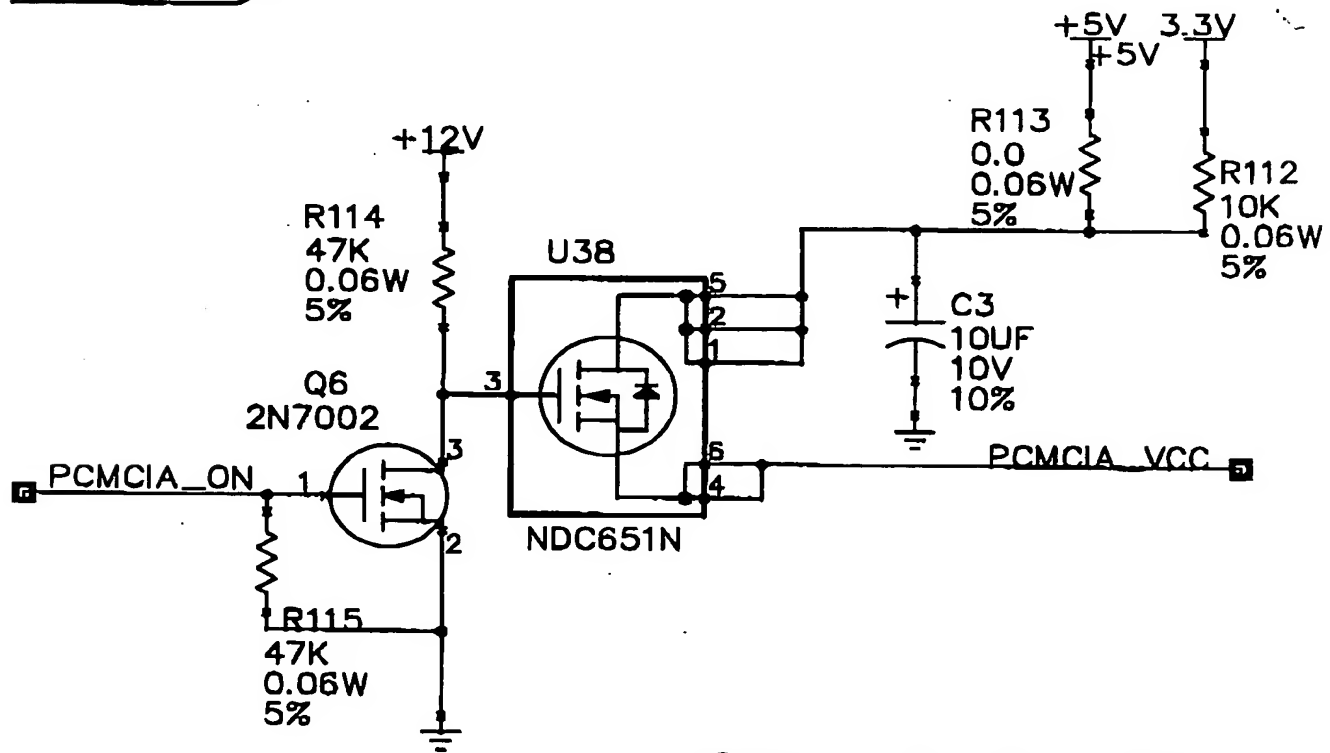 +5V
3.3V
+5V
R113
0.0
0.06W
5%
R112
10K
0.06W
5%
+12V
R114
47K
0.06W
5%
U38
5
2
1
3
6
4
NDC651N
C3
10UF
10V
10%
Q6
2N7002
PCMCIA_ON
1
3
2
PCMCIA_VCC
R115
47K
0.06W
5%